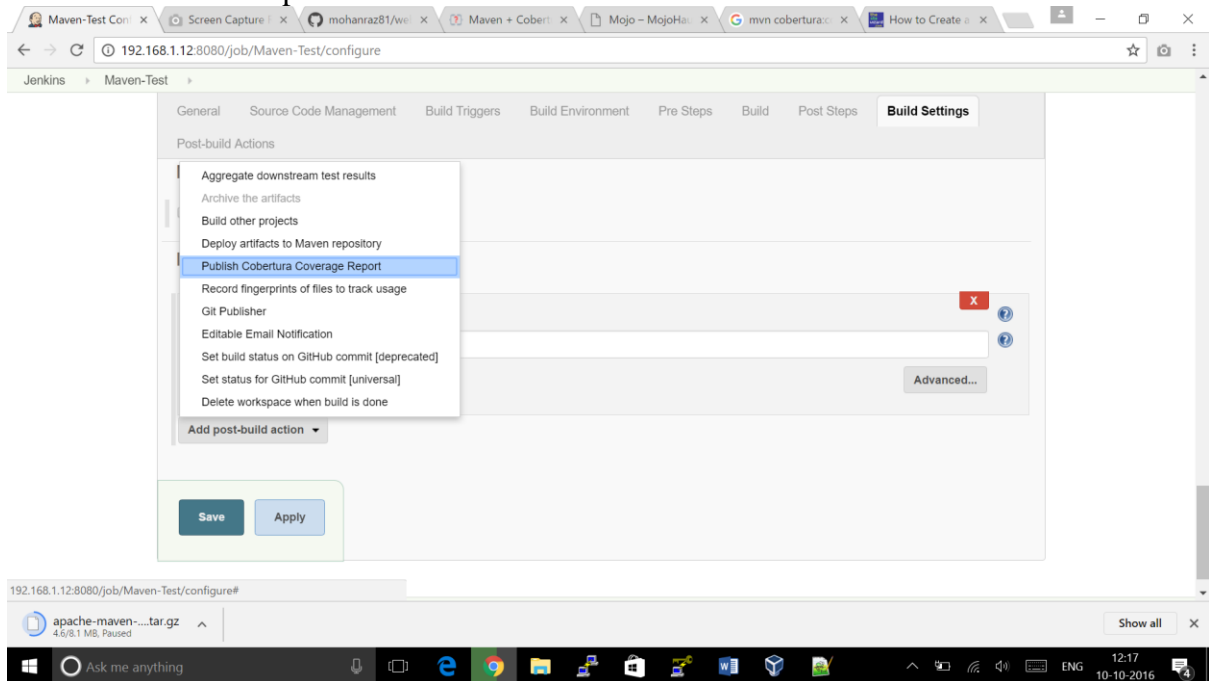 Maven-Test Con
Screen Capture
mohanraz81/we
Maven + Cobert
Mojo – MojoHau
mvn cobertura:c
How to Create a
192.168.1.12:8080/job/Maven-Test/configure
Jenkins
Maven-Test
General
Source Code Management
Build Triggers
Build Environment
Pre Steps
Build
Post Steps
Build Settings
Post-build Actions
Aggregate downstream test results
Archive the artifacts
Build other projects
Deploy artifacts to Maven repository
Publish Cobertura Coverage Report
Record fingerprints of files to track usage
Git Publisher
Editable Email Notification
Set build status on GitHub commit [deprecated]
Set status for GitHub commit [universal]
Delete workspace when build is done
X
Advanced...
Add post-build action
Save
Apply
192.168.1.12:8080/job/Maven-Test/configure#
apache-maven-....tar.gz
4.6/8.1 MB, Paused
Show all
Ask me anything
ENG
12:17
10-10-2016
4